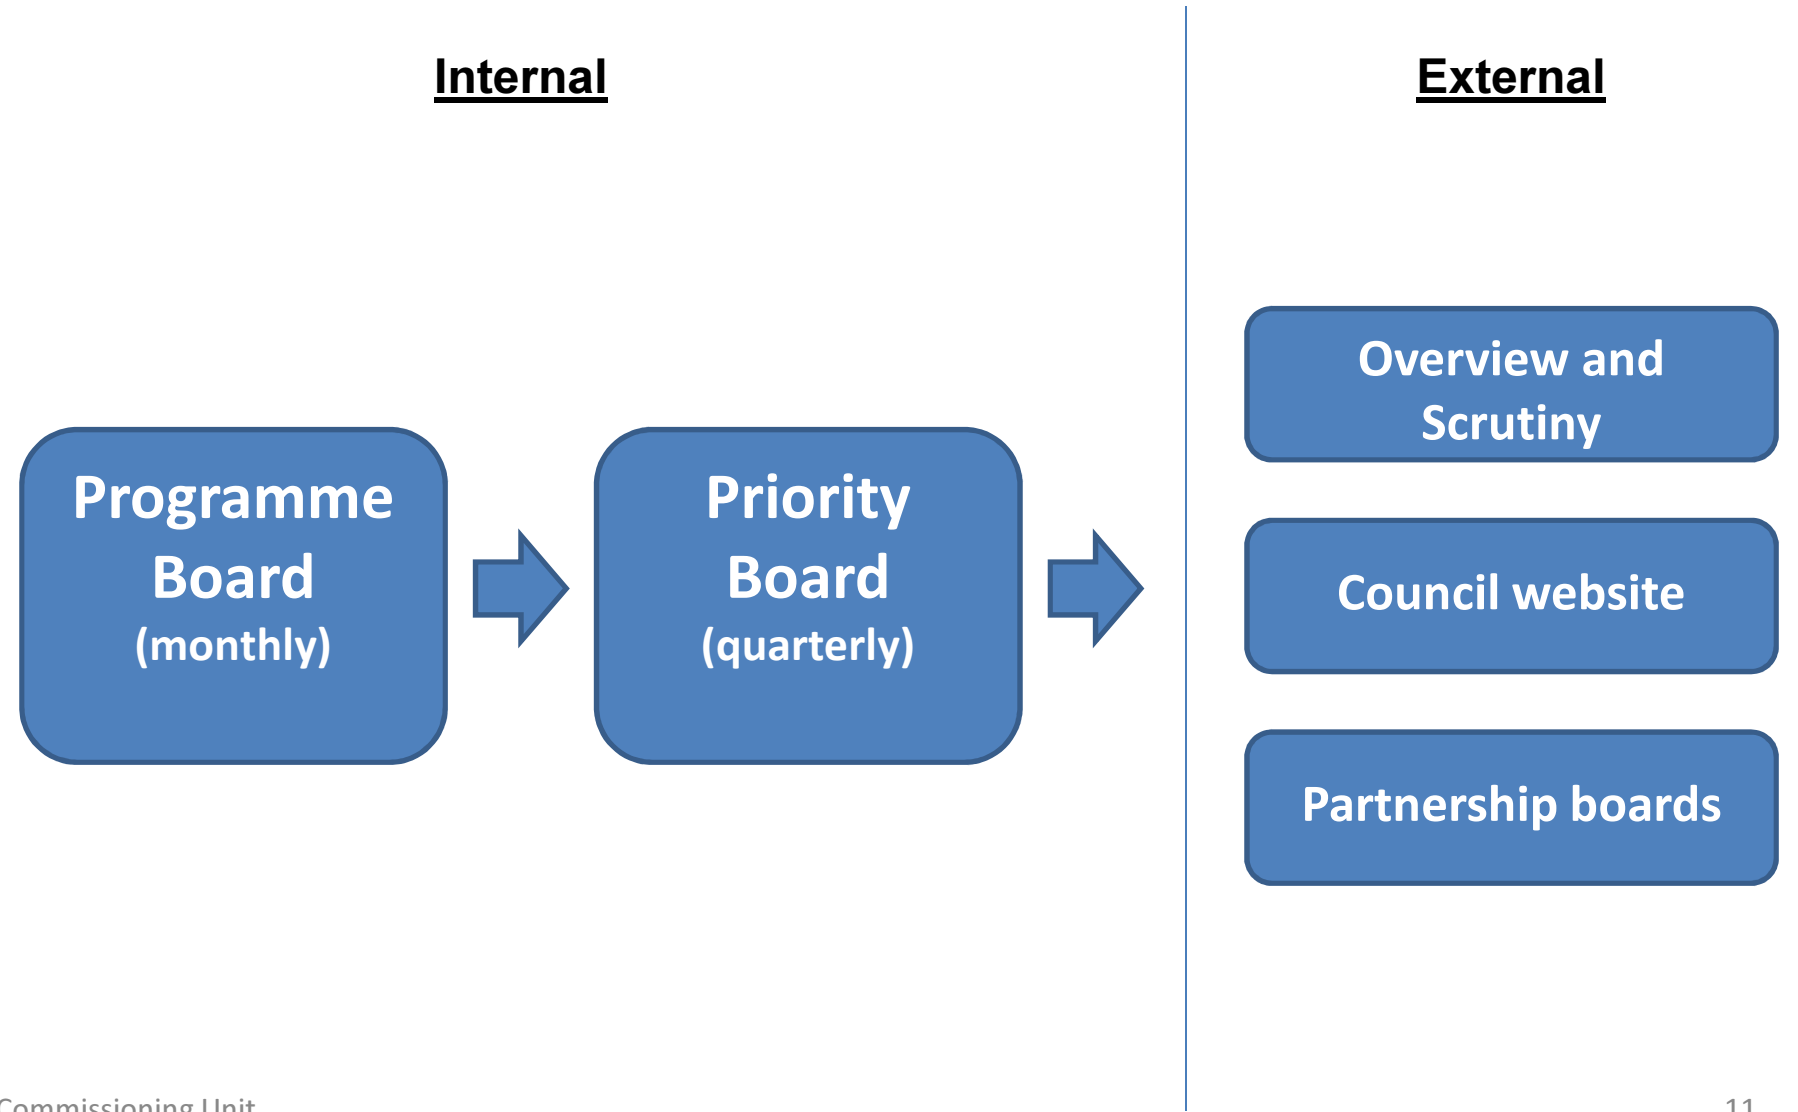 Internal
External
Programme
Board
(monthly)
Priority
Board
(quarterly)
Overview and
Scrutiny
Council website
Partnership boards
Commissioning Unit
11